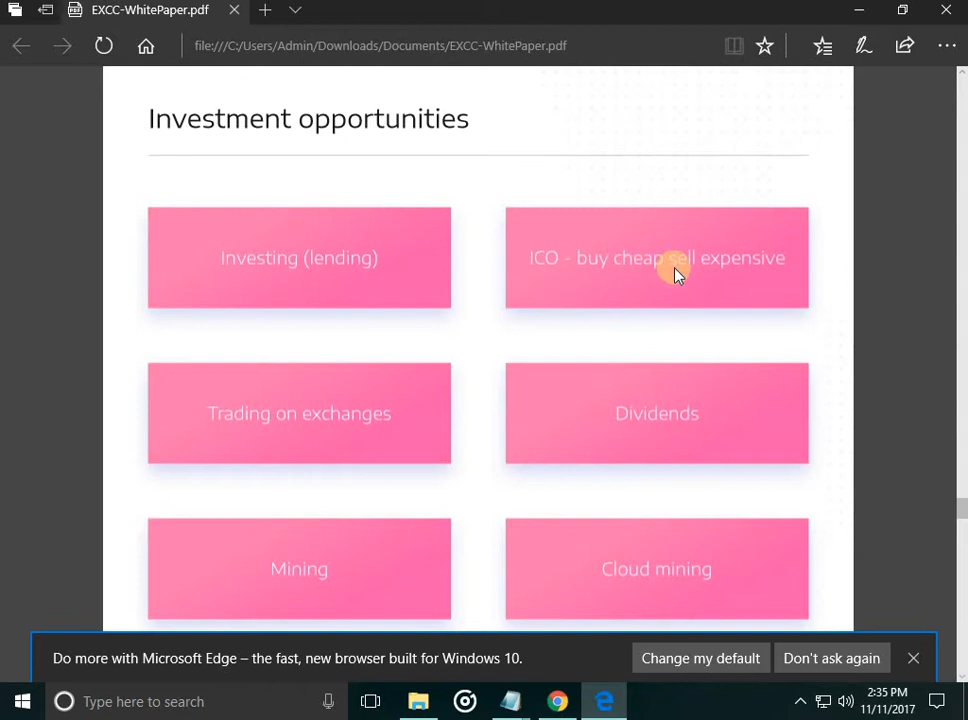 EXCC-WhitePaper.pdf
file:///C:/Users/Admin/Downloads/Documents/EXCC-WhitePaper.pdf
Investment opportunities
Investing (lending)
ICO - buy cheap sell expensive
Trading on exchanges
Dividends
Mining
Cloud mining
Do more with Microsoft Edge – the fast, new browser built for Windows 10.
Change my default
Don't ask again
Type here to search
2:35 PM
11/11/2017